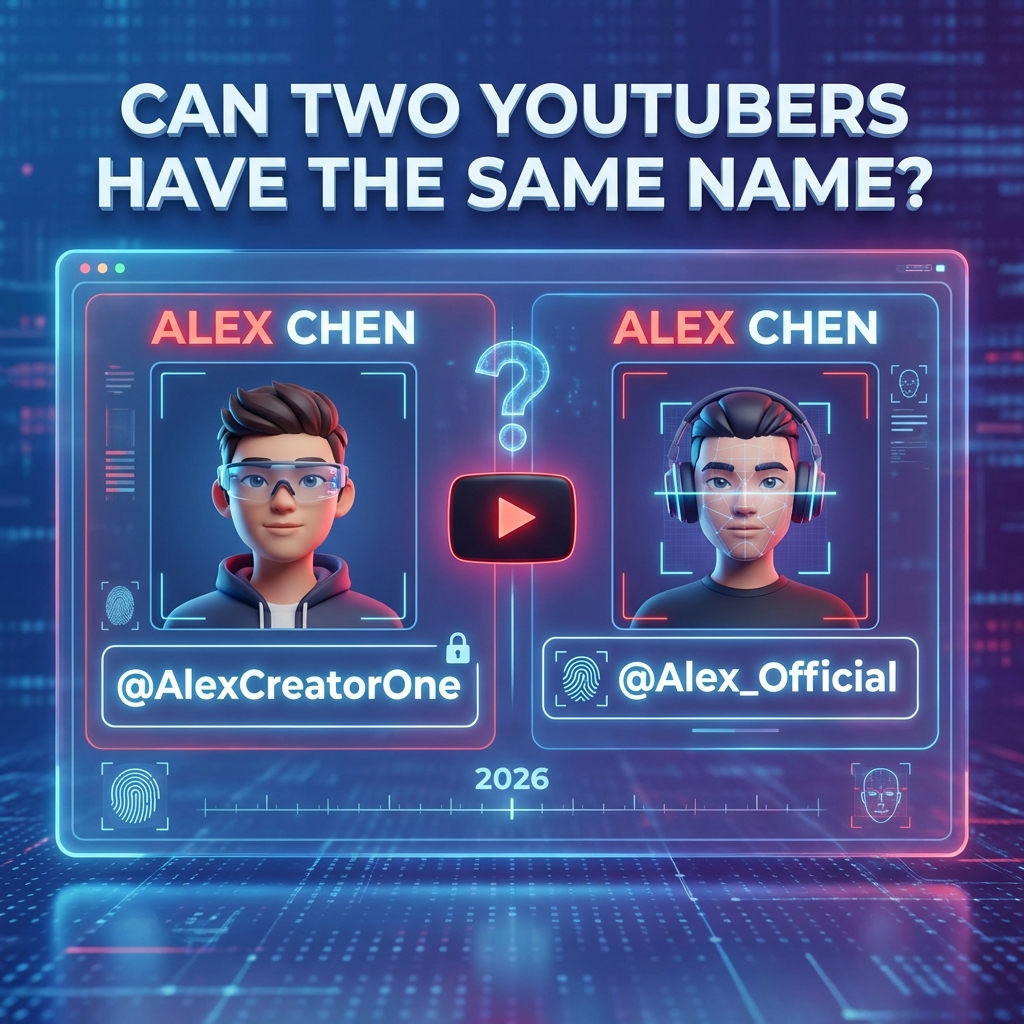 CAN TWO YOUTUBERS
HAVE THE SAME NAME?
ALEX CHEN
ALEX CHEN
?
@AlexCreatorOne
@Alex_Official
2026